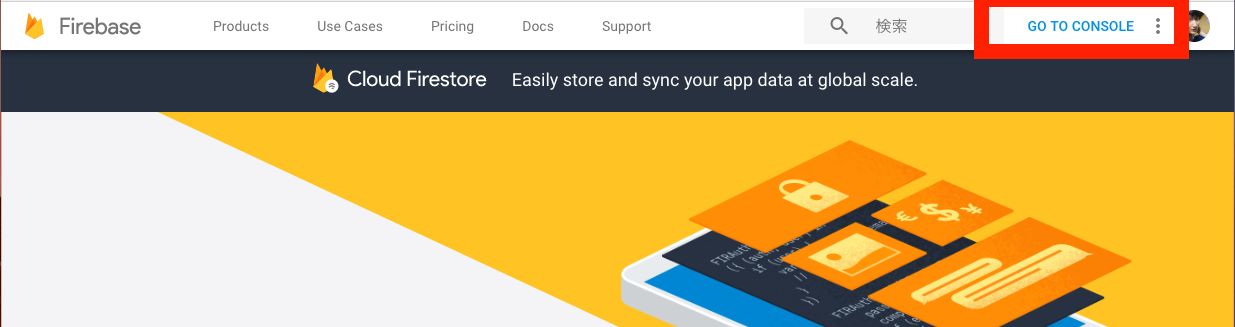 Firebase
Products Use Cases Pricing Docs Support
検索
GO TO CONSOLE
Cloud Firestore Easily store and sync your app data at global scale.